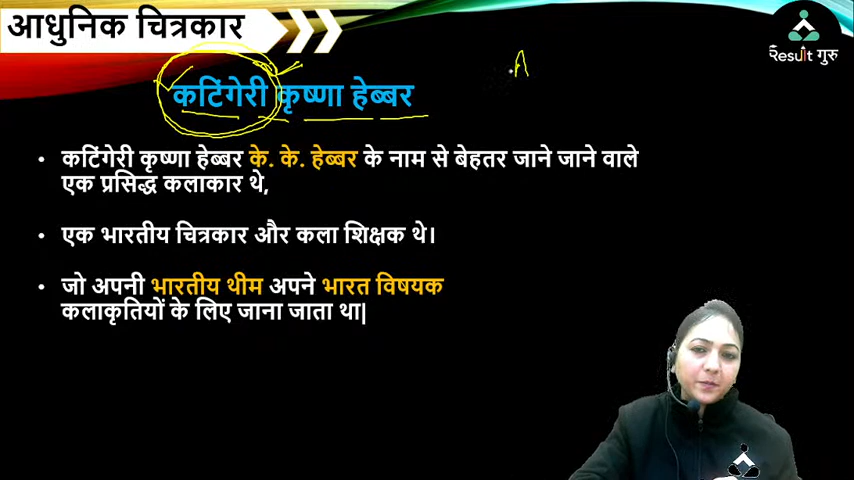 आधुनिक चित्रकार
Result गुरु
कटिंगेरी कृष्णा हेब्बर
A
• कटिंगेरी कृष्णा हेब्बर के. के. हेब्बर के नाम से बेहतर जाने जाने वाले
एक प्रसिद्ध कलाकार थे,
• एक भारतीय चित्रकार और कला शिक्षक थे।
• जो अपनी भारतीय थीम अपने भारत विषयक
कलाकृतियों के लिए जाना जाता था|